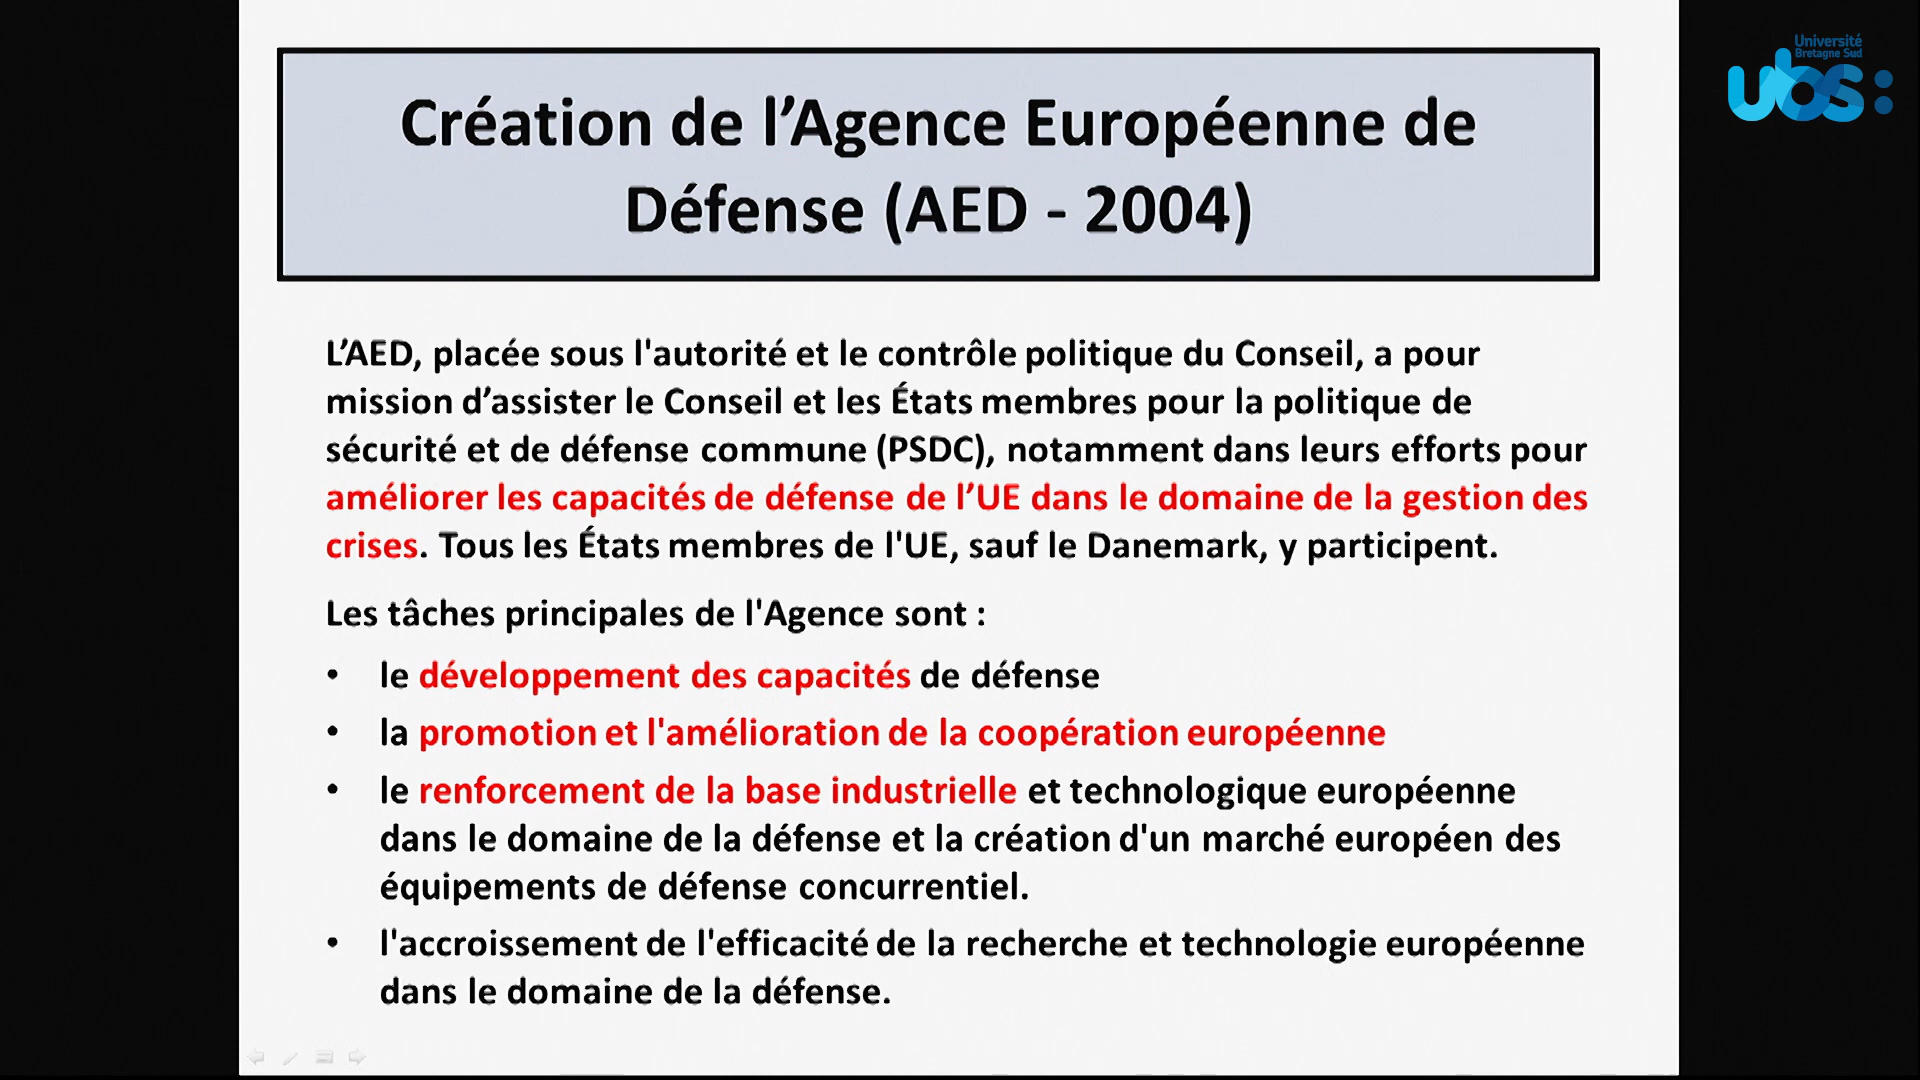 Création de l’Agence Européenne de
Défense (AED - 2004)
Université
Bretagne Sud
ubs:
L’AED, placée sous l'autorité et le contrôle politique du Conseil, a pour
mission d’assister le Conseil et les États membres pour la politique de
sécurité et de défense commune (PSDC), notamment dans leurs efforts pour
améliorer les capacités de défense de l’UE dans le domaine de la gestion des
crises. Tous les États membres de l'UE, sauf le Danemark, y participent.
Les tâches principales de l'Agence sont :
• le développement des capacités de défense
• la promotion et l'amélioration de la coopération européenne
• le renforcement de la base industrielle et technologique européenne
dans le domaine de la défense et la création d'un marché européen des
équipements de défense concurrentiel.
• l'accroissement de l'efficacité de la recherche et technologie européenne
dans le domaine de la défense.